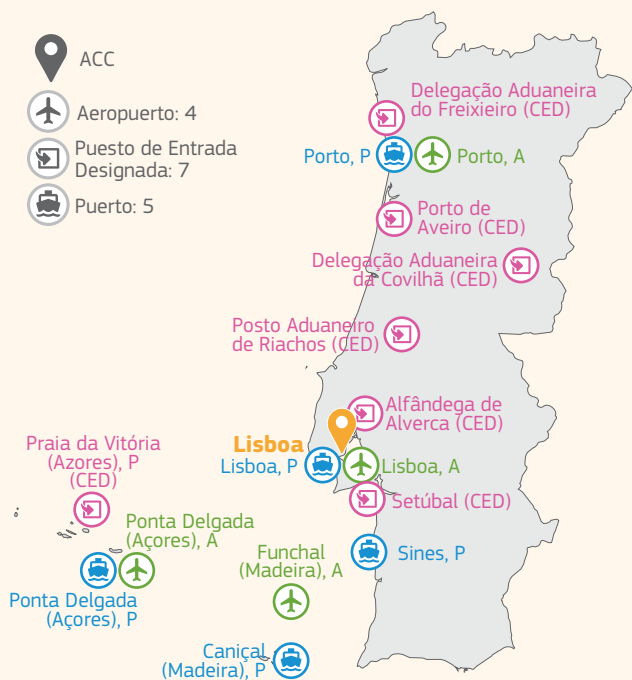 ACC
Aeropuerto: 4
Puesto de Entrada
Designada: 7
Puerto: 5
Delegação Aduaneira
do Freixieiro (CED)
Porto, P
Porto, A
Porto de
Aveiro (CED)
Delegação Aduaneira
da Covilhã (CED)
Posto Aduaneiro
de Riachos (CED)
Alfândega de
Alverca (CED)
Lisboa
Lisboa, P
Lisboa, A
Praia da Vitória
(Azores), P
(CED)
Setúbal (CED)
Ponta Delgada
(Açores), A
Funchal
(Madeira), A
Sines, P
Ponta Delgada
(Açores), P
Caniçal
(Madeira), P